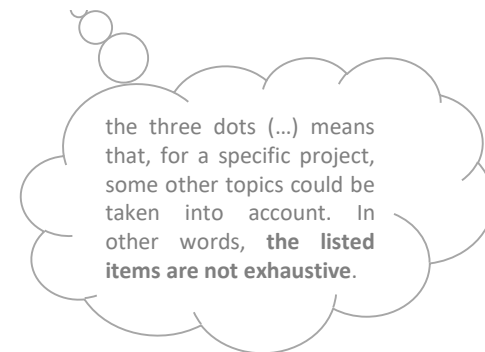 the three dots (…) means
that, for a specific project,
some other topics could be
taken into account. In
other words, the listed
items are not exhaustive.